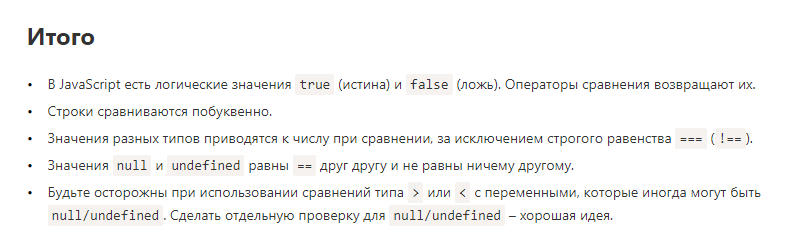 Итого
• В JavaScript есть логические значения true (истина) и false (ложь). Операторы сравнения возвращают их.
• Строки сравниваются побуквенно.
• Значения разных типов приводятся к числу при сравнении, за исключением строгого равенства === ( !== ).
• Значения null и undefined равны == друг другу и не равны ничему другому.
• Будьте осторожны при использовании сравнений типа > или < с переменными, которые иногда могут быть
null/undefined . Сделать отдельную проверку для null/undefined – хорошая идея.